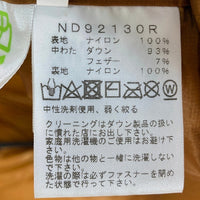 ND92130R
表地 ナイロン 100%
中わた ダウン 93%
フェザー 7%
裏地 ナイロン 100%
中性洗剤使用、弱く絞る
クリーニングはダウン製品の扱い
に慣れた店にご依頼下さい。
家庭用洗濯機のご使用はお避け
下さい。
色物は他の物と一緒に洗濯しない
で下さい。
洗濯の際は必ずファスナーを閉め
た状態で行って下さい。